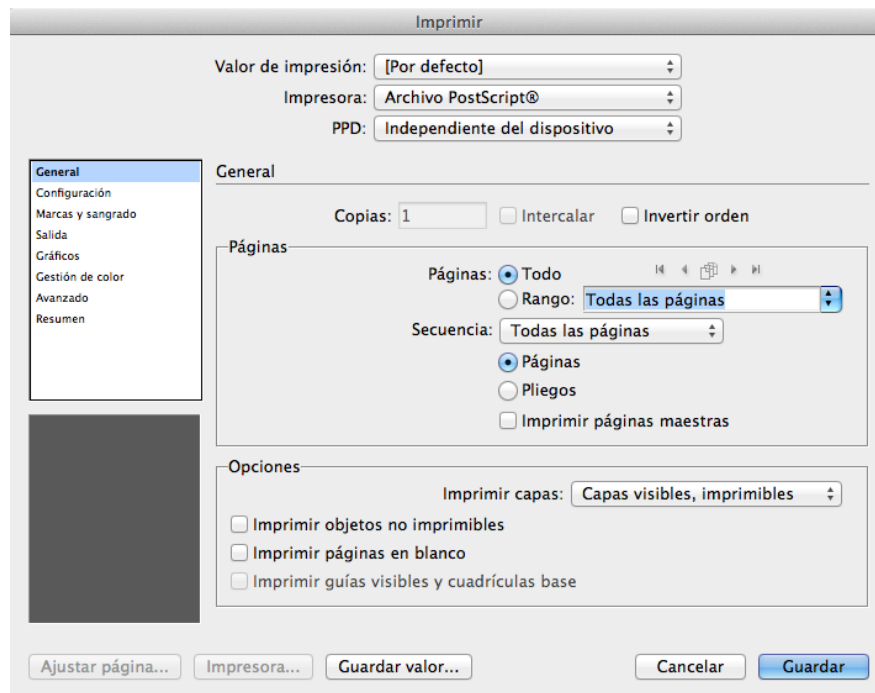 Imprimir
Valor de impresión: [Por defecto]
Impresora: Archivo PostScript®
PPD: Independiente del dispositivo
General
Configuración
Marcas y sangrado
Salida
Gráficos
Gestión de color
Avanzado
Resumen
General
Copias: 1 Intercalar Invertir orden
Páginas
Páginas: Todo
Rango: Todas las páginas
Secuencia: Todas las páginas
Páginas
Pliegos
Imprimir páginas maestras
Opciones
Imprimir capas: Capas visibles, imprimibles
Imprimir objetos no imprimibles
Imprimir páginas en blanco
Imprimir guías visibles y cuadrículas base
Ajustar página... Impresora... Guardar valor... Cancelar Guardar